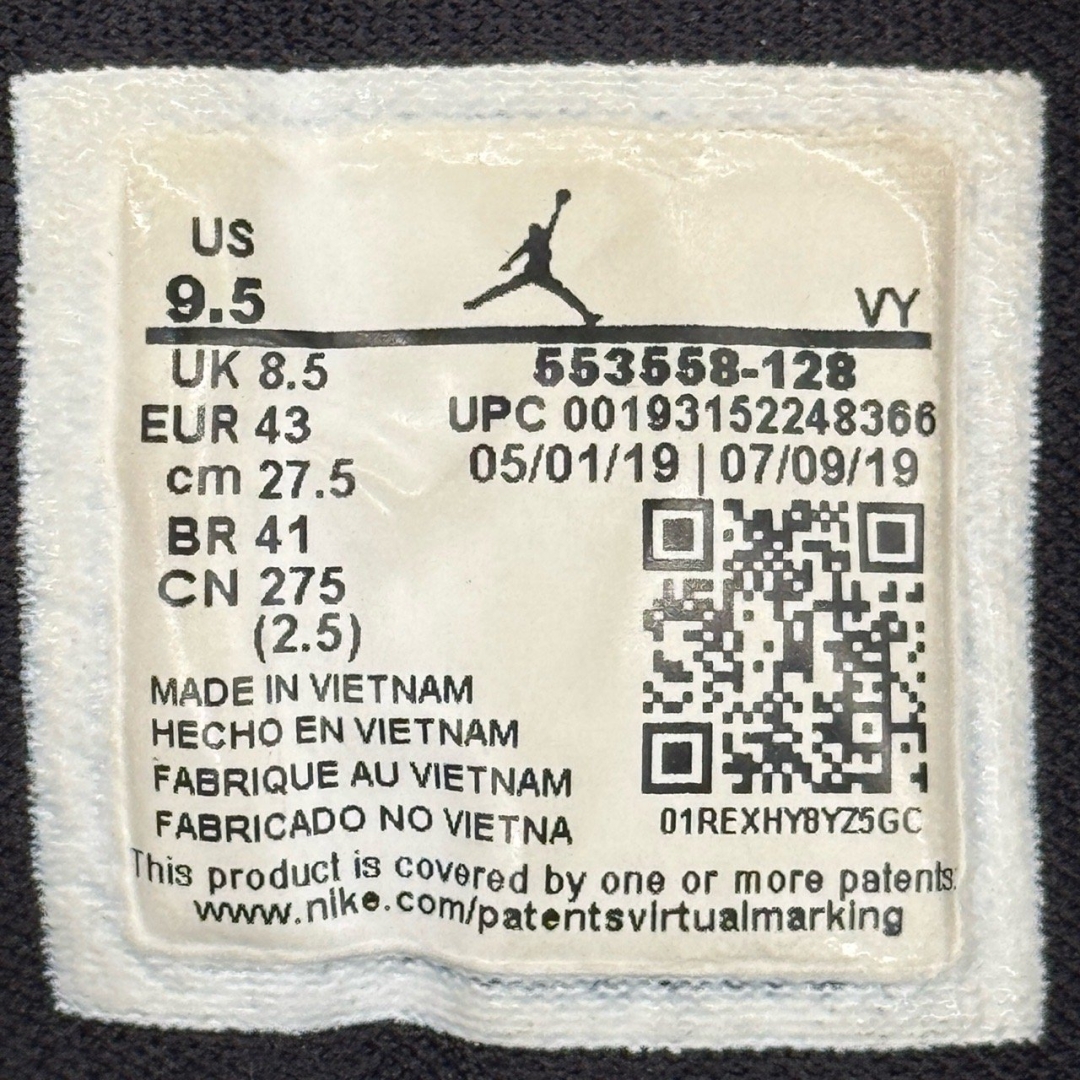 US
9.5
VY
UK 8.5
553558-128
EUR 43
UPC 00193152248366
cm 27.5
05/01/19 | 07/09/19
BR 41
CN 275
(2.5)
MADE IN VIETNAM
HECHO EN VIETNAM
FABRIQUE AU VIETNAM
FABRICADO NO VIETNA
01REXHY8YZ5GC
This product is covered by one or more patents.
www.nike.com/patentsvirtualmarking